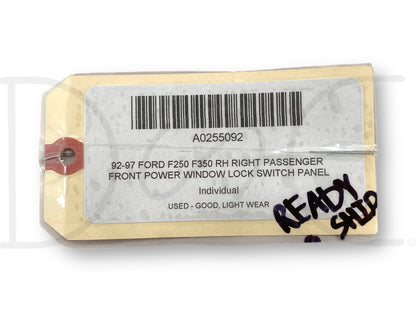 A0255092
92-97 FORD F250 F350 RH RIGHT PASSENGER
FRONT POWER WINDOW LOCK SWITCH PANEL
Individual
USED - GOOD, LIGHT WEAR
READY
SHIP